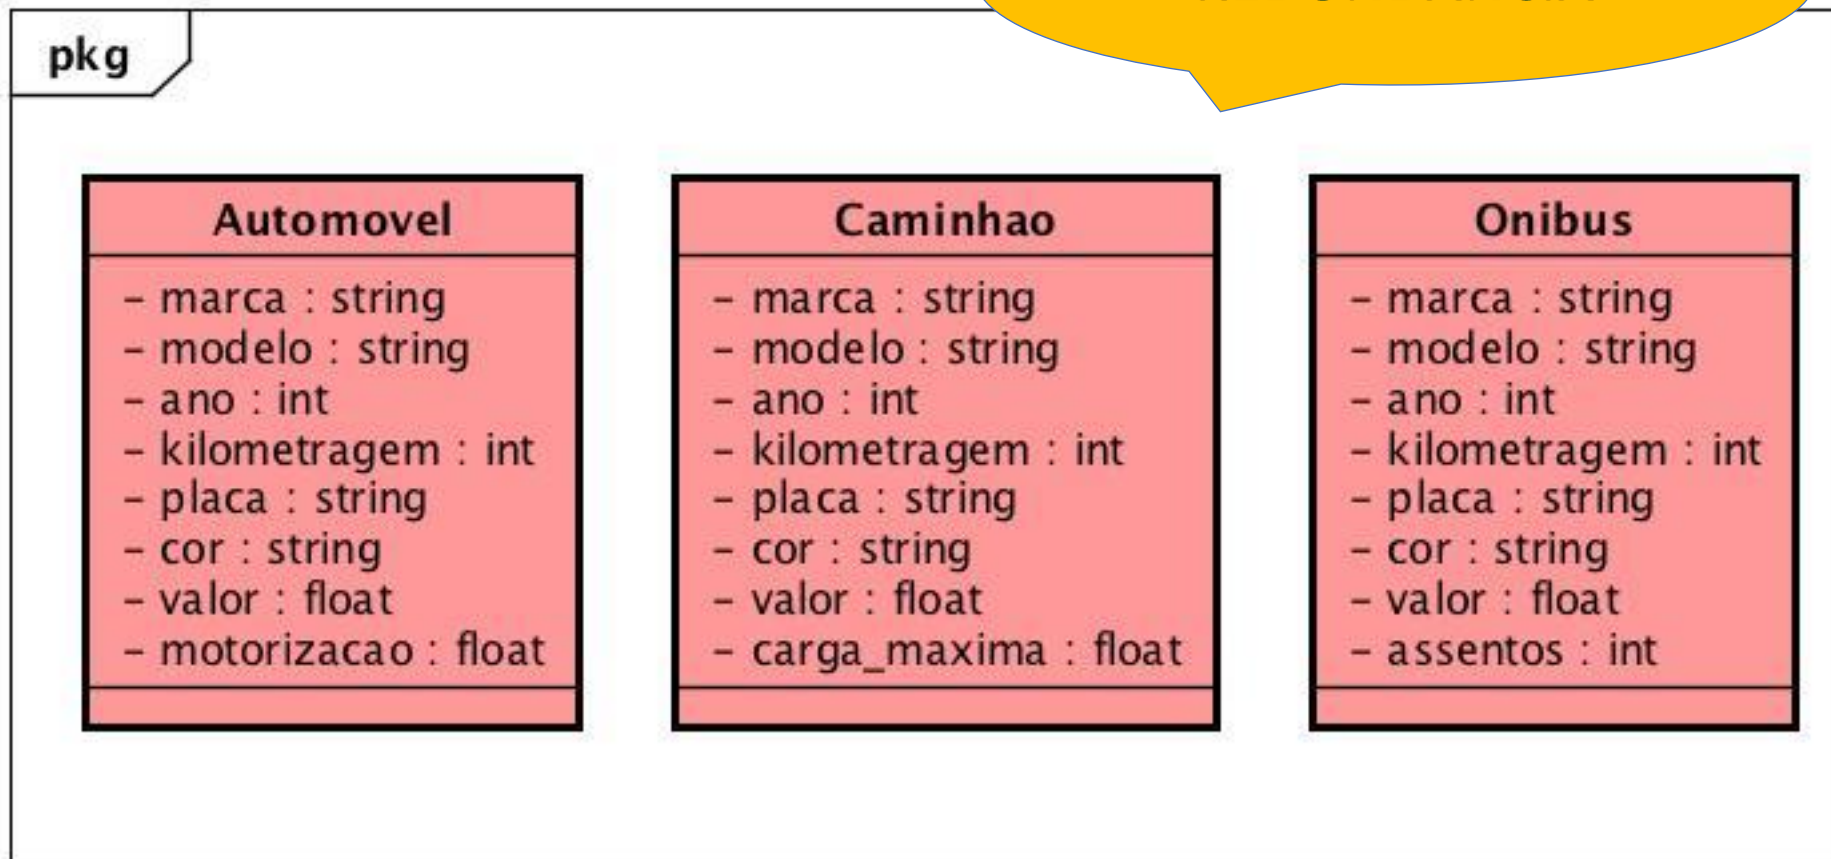 pkg
Automovel
- marca : string
- modelo : string
- ano : int
- kilometragem : int
- placa : string
- cor : string
- valor : float
- motorizacao : float
Caminhao
- marca : string
- modelo : string
- ano : int
- kilometragem : int
- placa : string
- cor : string
- valor : float
- carga_maxima : float
Onibus
- marca : string
- modelo : string
- ano : int
- kilometragem : int
- placa : string
- cor : string
- valor : float
- assentos : int